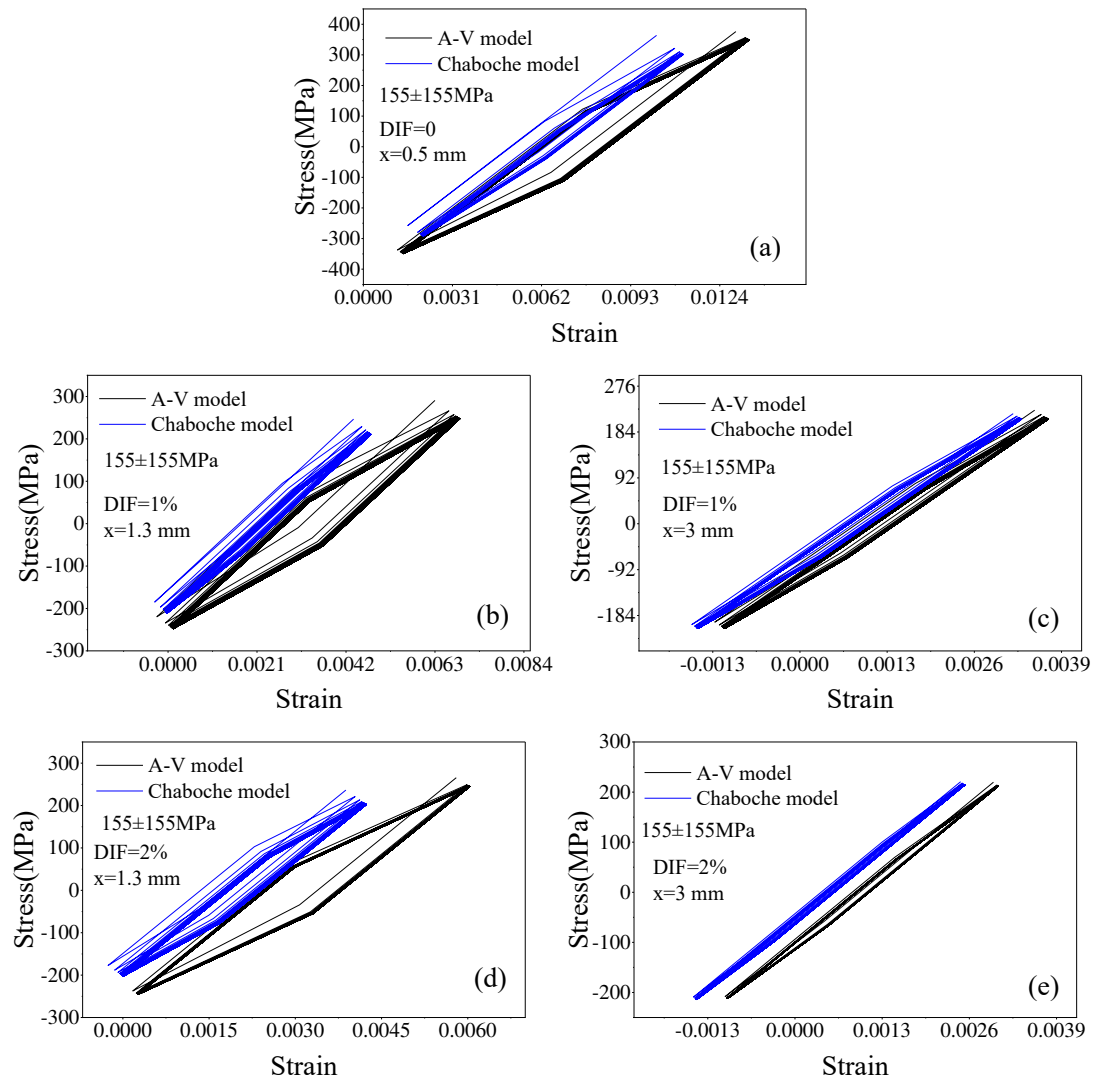 400
300
200
100
0
-100
-200
-300
-400
Stress(MPa)
A-V model
Chaboche model
155±155MPa
DIF=0
x=0.5 mm
(a)
0.0000 0.0031 0.0062 0.0093 0.0124
Strain
300
200
100
0
-100
-200
-300
Stress(MPa)
A-V model
Chaboche model
155±155MPa
DIF=1%
x=1.3 mm
(b)
0.0000 0.0021 0.0042 0.0063 0.0084
Strain
276
184
92
0
-92
-184
Stress(MPa)
A-V model
Chaboche model
155±155MPa
DIF=1%
x=3 mm
(c)
-0.0013 0.0000 0.0013 0.0026 0.0039
Strain
300
200
100
0
-100
-200
-300
Stress(MPa)
A-V model
Chaboche model
155±155MPa
DIF=2%
x=1.3 mm
(d)
0.0000 0.0015 0.0030 0.0045 0.0060
Strain
300
200
100
0
-100
-200
Stress(MPa)
A-V model
Chaboche model
155±155MPa
DIF=2%
x=3 mm
(e)
-0.0013 0.0000 0.0013 0.0026 0.0039
Strain